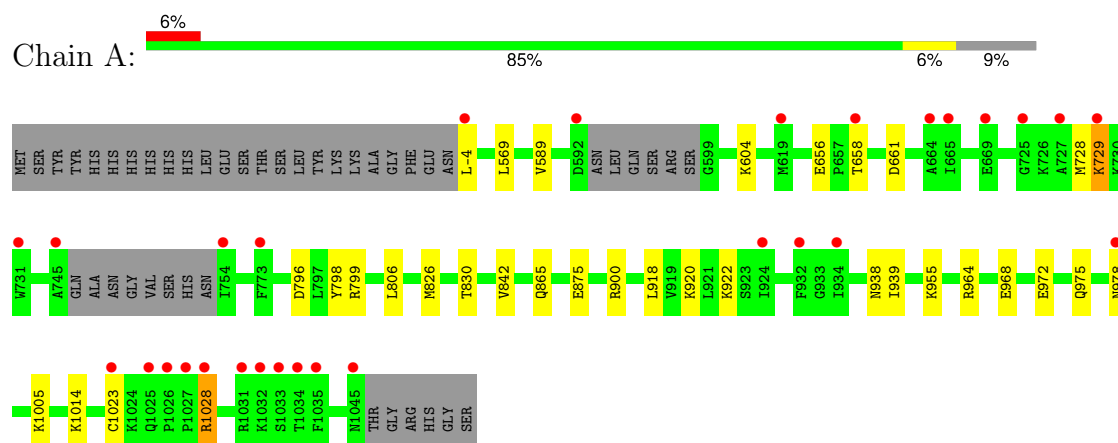 6%
Chain A:
85% 6% 9%
MET SER TYR TYR HIS HIS HIS HIS HIS HIS LEU GLU SER THR SER LEU TYR LYS LYS ALA GLY PHE GLU ASN L-4 L569 V589 D592 ASN LEU GLN SER ARG SER G599 K604 M619 E656 P657 T658 D661 A664 I665 E669 G725 K726 A727 M728 K729 K730
W731 A745 GLN ALA ASN GLY VAL SER HIS ASN I754 F773 D796 L797 Y798 R799 L806 M826 T830 V842 Q865 E875 R900 L918 V919 K920 L921 K922 S923 I924 F932 G933 I934 N938 I939 K955 R964 E968 E972 Q975 N978
K1005 K1014 C1023 K1024 Q1025 P1026 P1027 R1028 R1031 K1032 S1033 T1034 F1035 N1045 THR GLY ARG HIS GLY SER